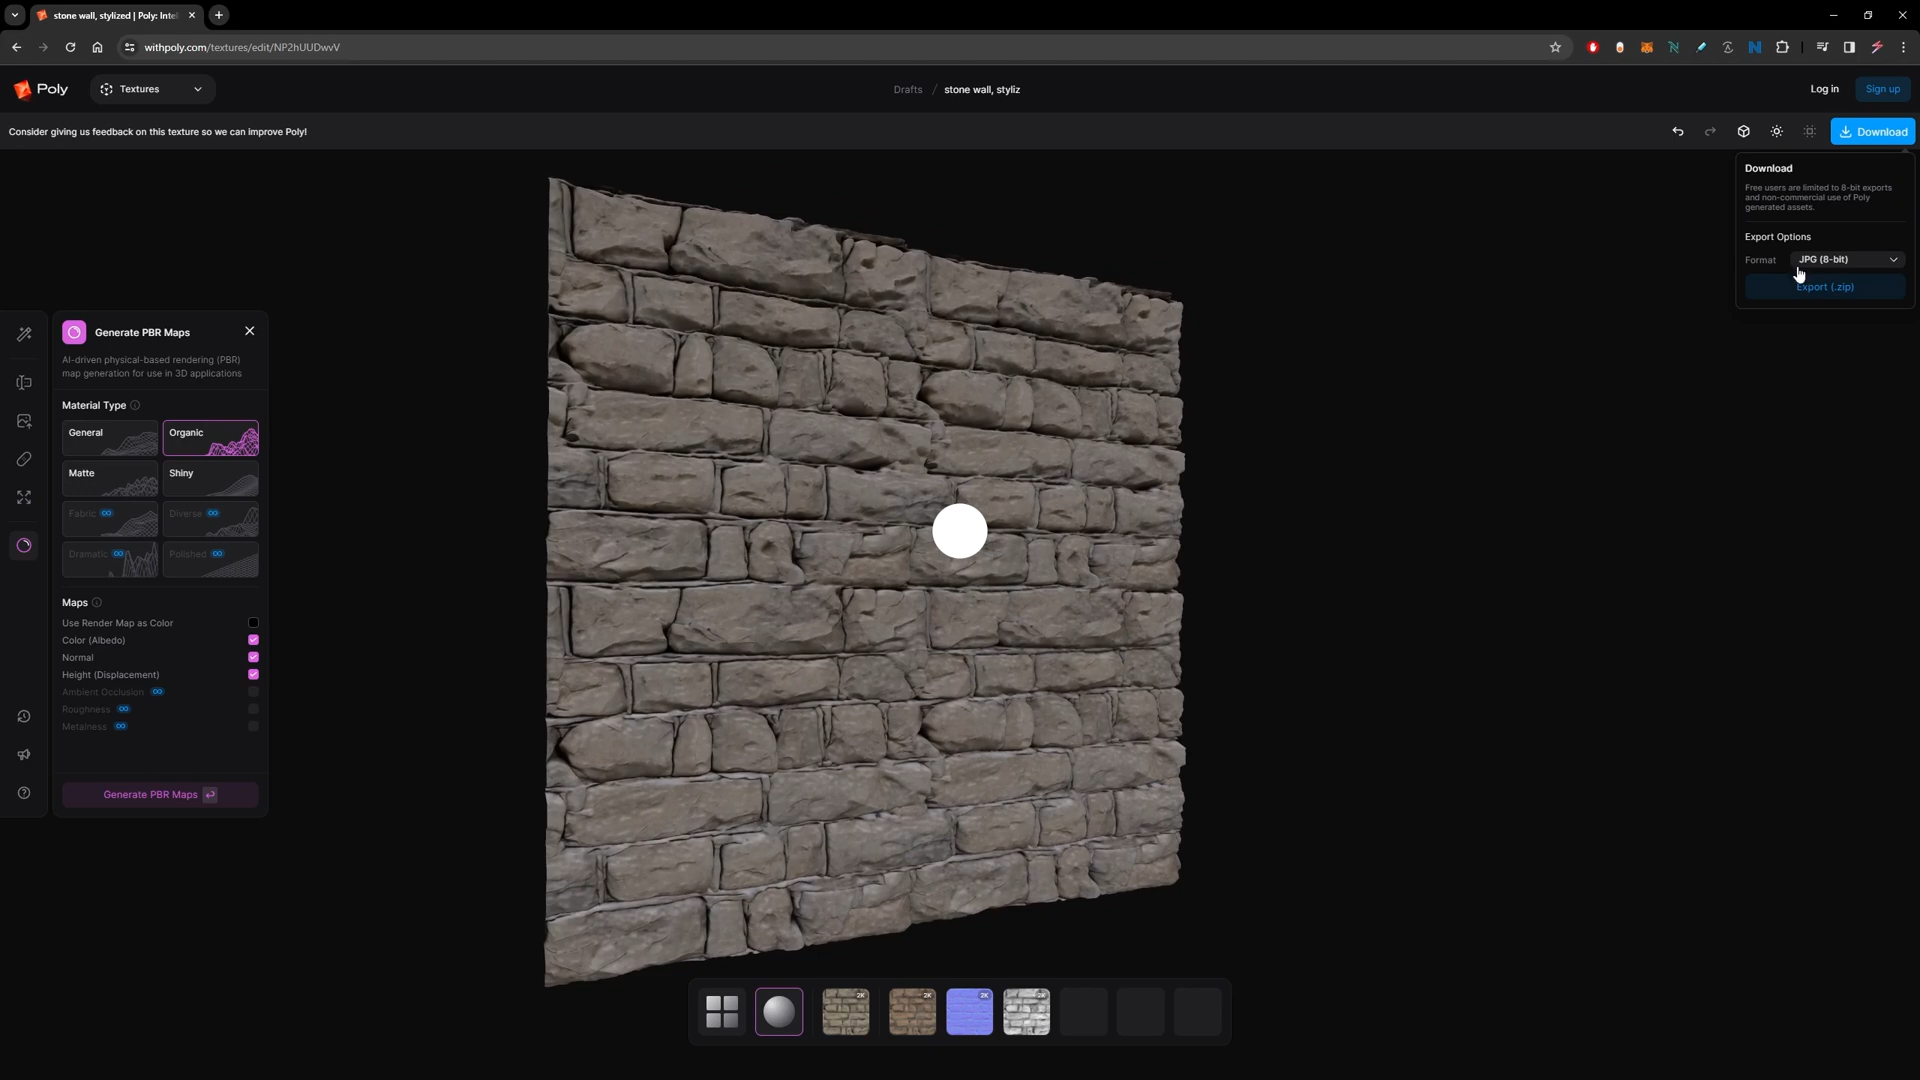 stone wall, stylized | Poly: Inte
withpoly.com/textures/edit/NP2hUUDwvV
Poly
Textures
Drafts / stone wall, styliz
Log in
Sign up
Consider giving us feedback on this texture so we can improve Poly!
Download
Download
Free users are limited to 8-bit exports
and non-commercial use of Poly
generated assets.
Export Options
Format
JPG (8-bit)
Export (.zip)
Generate PBR Maps
AI-driven physical-based rendering (PBR)
map generation for use in 3D applications
Material Type
General
Organic
Matte
Shiny
Fabric
Diverse
Dramatic
Polished
Maps
Use Render Map as Color
Color (Albedo)
Normal
Height (Displacement)
Ambient Occlusion
Roughness
Metalness
Generate PBR Maps
2K
2K
2K
2K